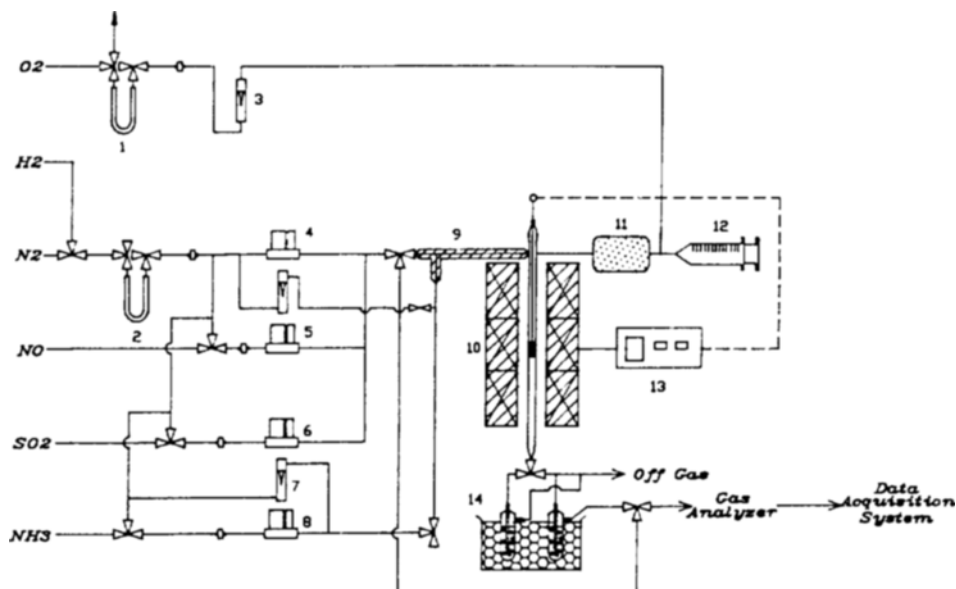 O2
3
1
H2
4
9
11
12
N2
2
5
NO
10
13
6
SO2
7
14
Off Gas
Gas
Analyzer
Data
Acquisition
System
8
NH3